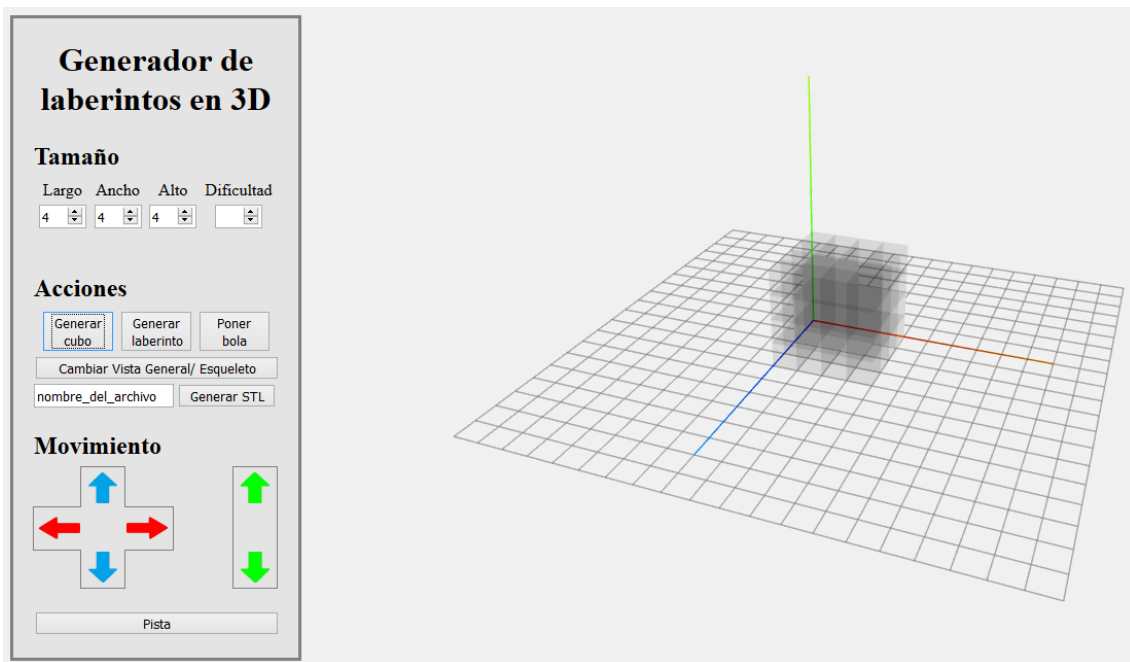 Generador de
laberintos en 3D
Tamaño
Largo Ancho Alto Dificultad
4 4 4
Acciones
Generar cubo
Generar laberinto
Poner bola
Cambiar Vista General/ Esqueleto
nombre_del_archivo Generar STL
Movimiento
Pista